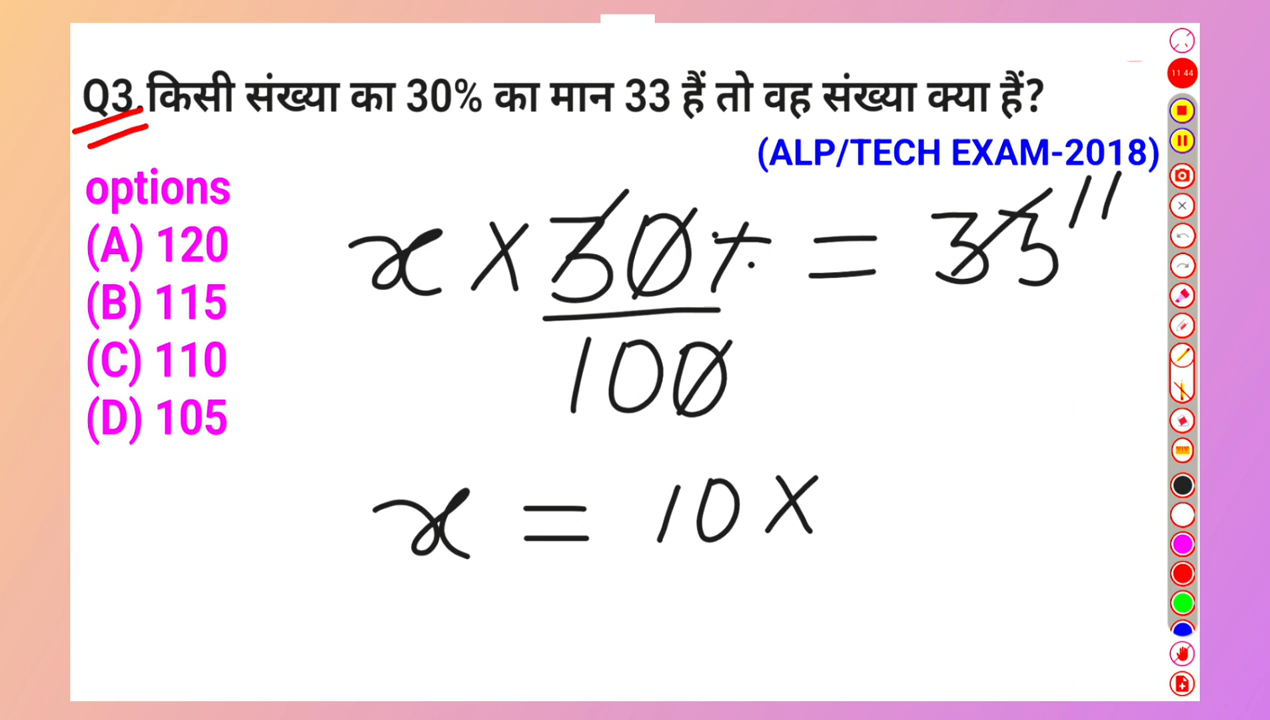 11 44
Q3.किसी संख्या का 30% का मान 33 हैं तो वह संख्या क्या हैं?
(ALP/TECH EXAM-2018)
options
(A) 120
(B) 115
(C) 110
(D) 105
x × 30% = 33 11
100
x = 10 ×